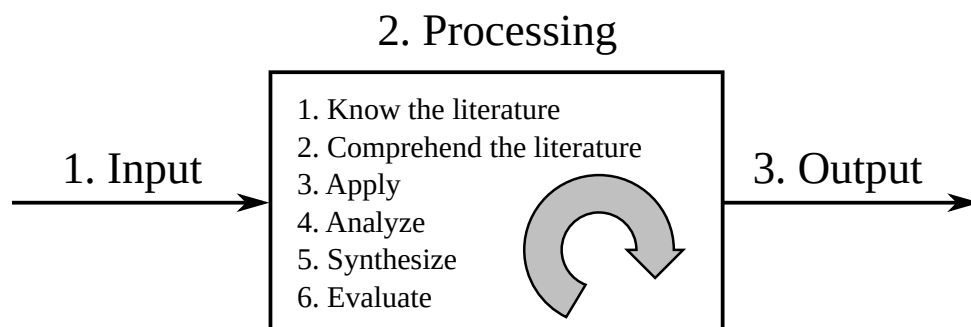 2. Processing
1. Input
1. Know the literature
2. Comprehend the literature
3. Apply
4. Analyze
5. Synthesize
6. Evaluate
3. Output